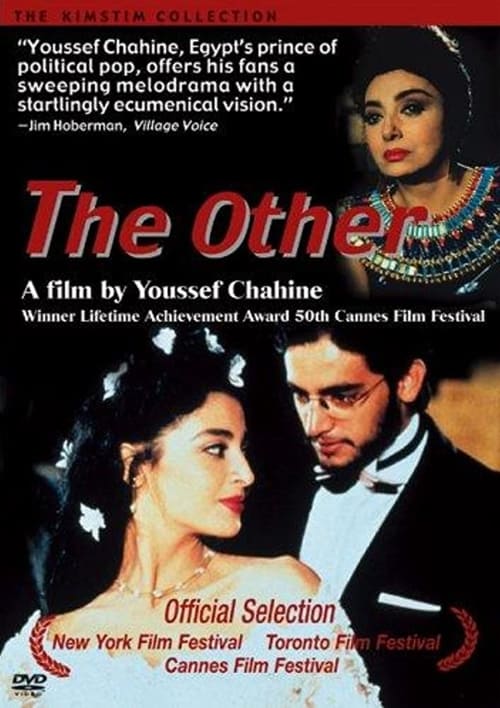 THE KIMSTIM COLLECTION
“Youssef Chahine, Egypt’s prince of
political pop, offers his fans a
sweeping melodrama with a
startlingly ecumenical vision.”
—Jim Hoberman, Village Voice
The Other
A film by Youssef Chahine
Winner Lifetime Achievement Award 50th Cannes Film Festival
Official Selection
New York Film Festival Toronto Film Festival
Cannes Film Festival
DVD
VIDEO